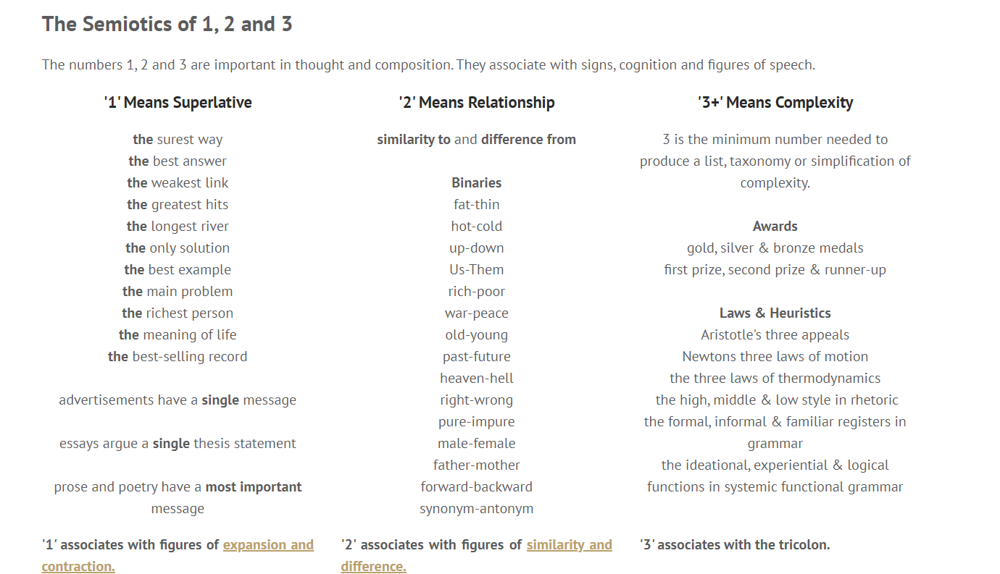 The Semiotics of 1, 2 and 3
The numbers 1, 2 and 3 are important in thought and composition. They associate with signs, cognition and figures of speech.
'1' Means Superlative
the surest way
the best answer
the weakest link
the greatest hits
the longest river
the only solution
the best example
the main problem
the richest person
the meaning of life
the best-selling record
advertisements have a single message
essays argue a single thesis statement
prose and poetry have a most important
message
'1' associates with figures of expansion and
contraction.
'2' Means Relationship
similarity to and difference from
Binaries
fat-thin
hot-cold
up-down
Us-Them
rich-poor
war-peace
old-young
past-future
heaven-hell
right-wrong
pure-impure
male-female
father-mother
forward-backward
synonym-antonym
'2' associates with figures of similarity and
difference.
'3+' Means Complexity
3 is the minimum number needed to
produce a list, taxonomy or simplification of
complexity.
Awards
gold, silver & bronze medals
first prize, second prize & runner-up
Laws & Heuristics
Aristotle's three appeals
Newtons three laws of motion
the three laws of thermodynamics
the high, middle & low style in rhetoric
the formal, informal & familiar registers in
grammar
the ideational, experiential & logical
functions in systemic functional grammar
'3' associates with the tricolon.